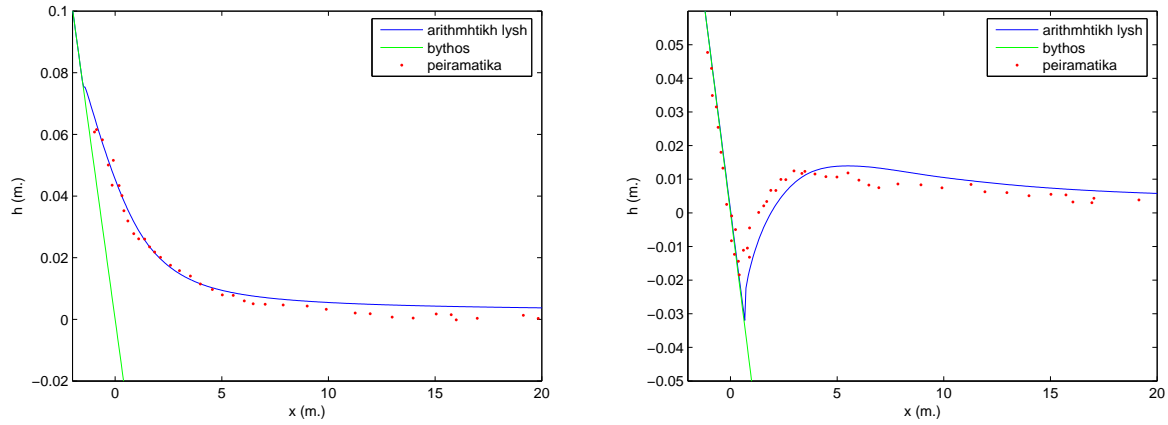 0.1
0.08
0.06
0.04
0.02
0
−0.02
h (m.)
0
5
10
15
20
x (m.)
arithmhtikh lysh
bythos
peiramatika
0.05
0.04
0.03
0.02
0.01
0
−0.01
−0.02
−0.03
−0.04
−0.05
h (m.)
0
5
10
15
20
x (m.)
arithmhtikh lysh
bythos
peiramatika